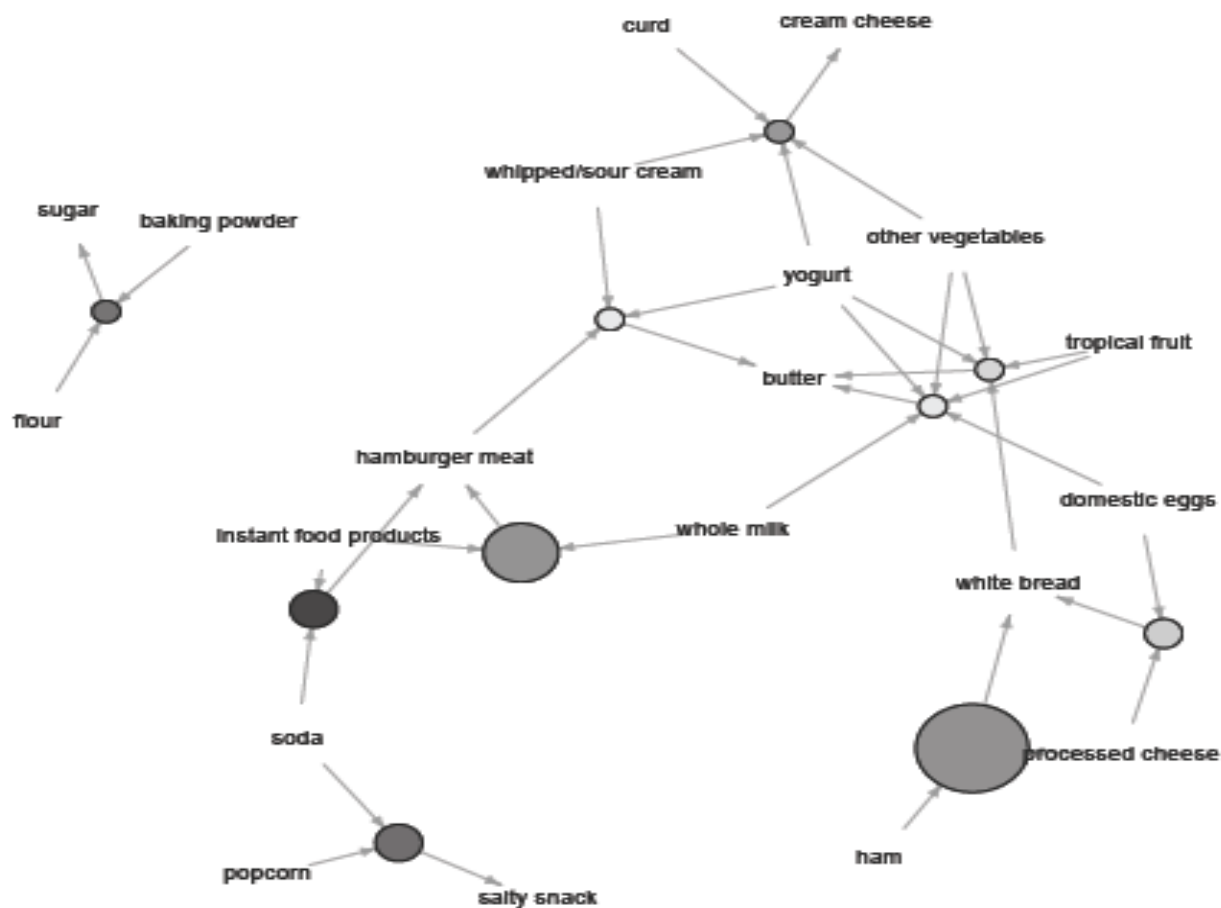 curd
cream cheese
whipped/sour cream
sugar
baking powder
other vegetables
yogurt
tropical fruit
butter
flour
hamburger meat
domestic eggs
instant food products
whole milk
white bread
soda
processed cheese
ham
popcorn
salty snack